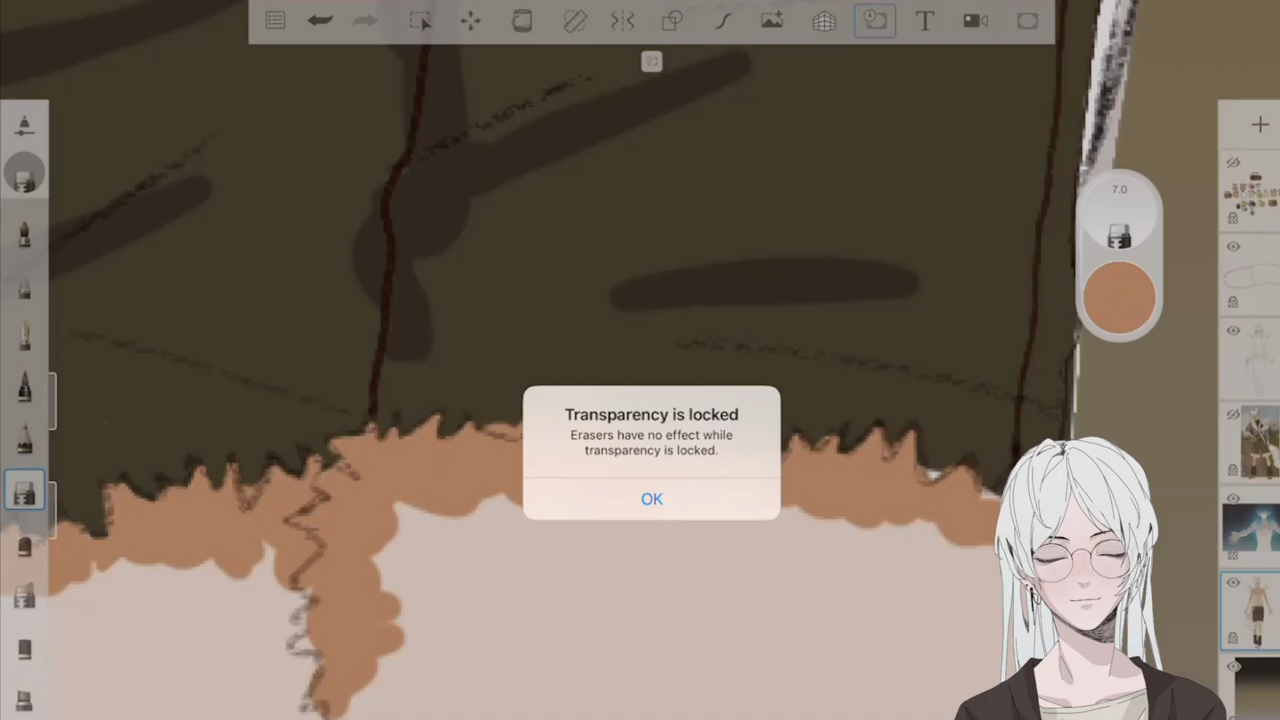 7.0
Transparency is locked
Erasers have no effect while
transparency is locked.
OK